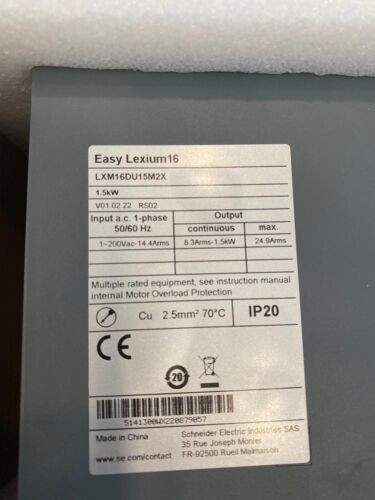 Easy Lexium16
LXM16DU15M2X
1.5kW
V01.02.22 RS02
Input a.c. 1-phase 50/60 Hz
Output
continuous
max.
1~200Vac-14.4Arms
8.3Arms-1.5kW
24.9Arms
Multiple rated equipment, see instruction manual
internal Motor Overload Protection
Cu 2.5mm² 70°C
IP20
CE
20
Made in China
www.se.com/contact
Schneider Electric Industries SAS
35 Rue Joseph Monier
FR-92500 Rueil Malmaison